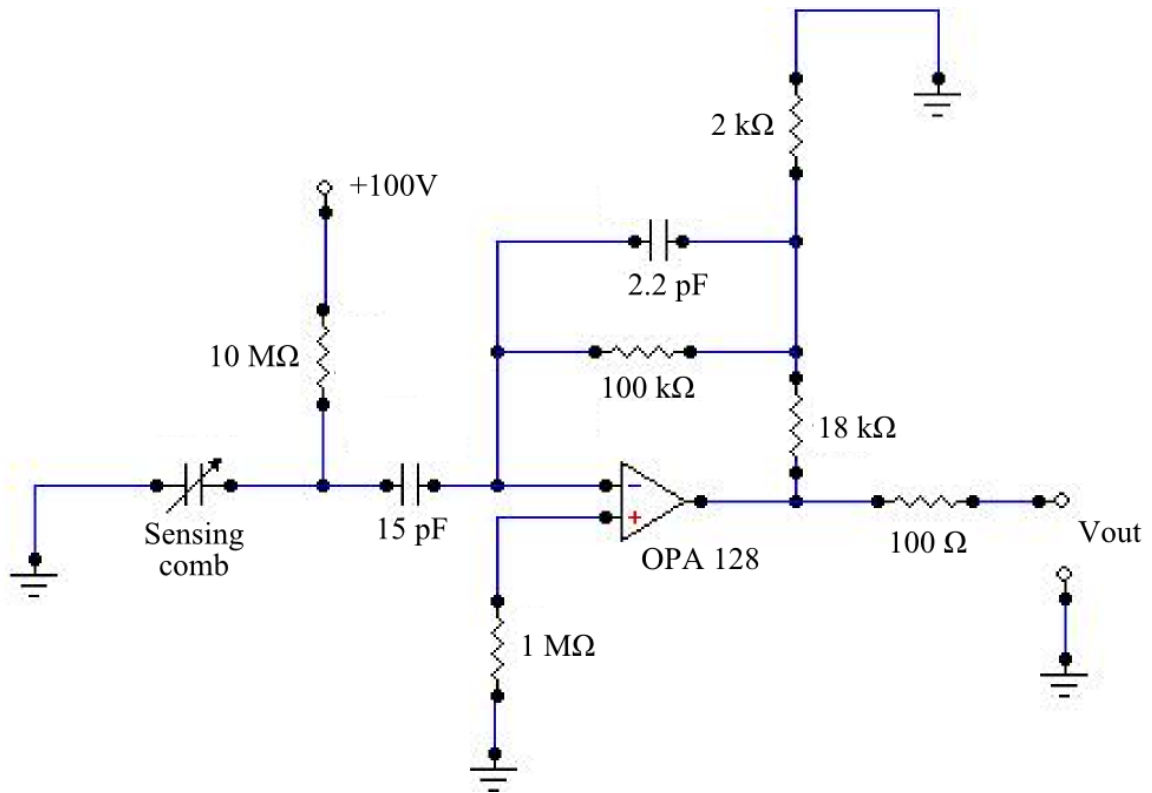 2 kΩ
+100V
2.2 pF
10 MΩ
100 kΩ
18 kΩ
Sensing
comb
15 pF
−
+
OPA 128
100 Ω
Vout
1 MΩ